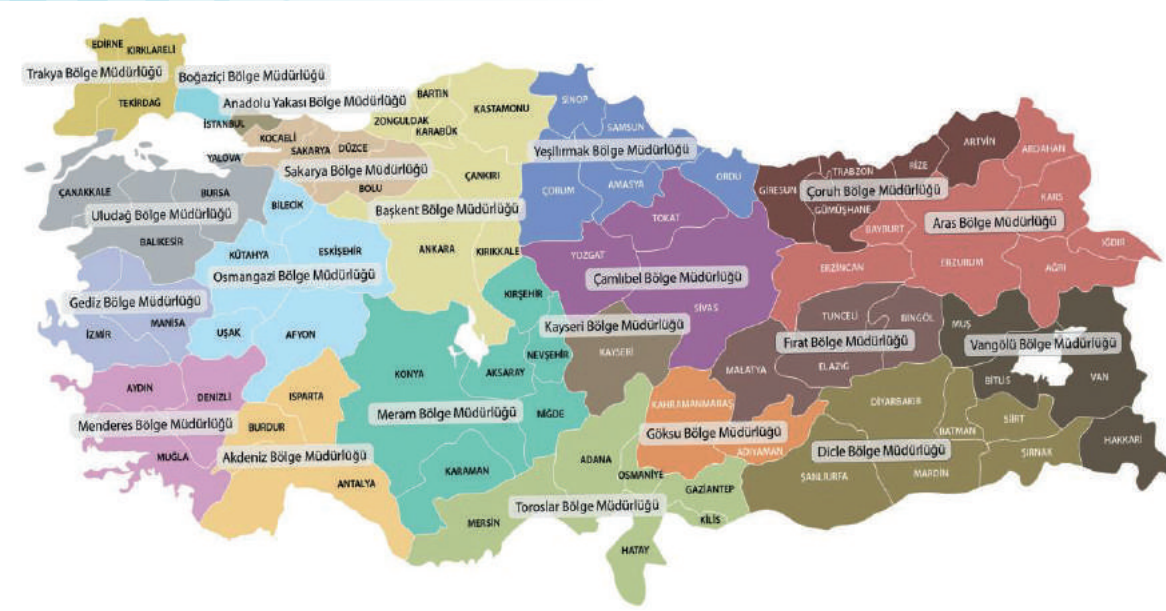 EDİRNE
KIRKLARELİ
Trakya Bölge Müdürlüğü
TEKİRDAĞ
Boğaziçi Bölge Müdürlüğü
Anadolu Yakası Bölge Müdürlüğü
İSTANBUL
KOCAELİ
SAKARYA
DÜZCE
YALOVA
Sakarya Bölge Müdürlüğü
BOLU
BARTIN
KASTAMONU
ZONGULDAK
KARABÜK
ÇANKIRI
Başkent Bölge Müdürlüğü
ANKARA
KIRIKKALE
SİNOP
SAMSUN
Yeşilırmak Bölge Müdürlüğü
ÇORUM
AMASYA
ORDU
GİRESUN
TRABZON
RİZE
ARTVİN
Çoruh Bölge Müdürlüğü
GÜMÜŞHANE
ARDAHAN
KARS
BAYBURT
Aras Bölge Müdürlüğü
IĞDIR
ERZİNCAN
ERZURUM
AĞRI
ÇANAKKALE
BURSA
Uludağ Bölge Müdürlüğü
BALIKESİR
BİLECİK
KÜTAHYA
ESKİŞEHİR
Osmangazi Bölge Müdürlüğü
UŞAK
AFYON
Gediz Bölge Müdürlüğü
İZMİR
MANİSA
TOKAT
YOZGAT
Çamlıbel Bölge Müdürlüğü
SİVAS
KIRŞEHİR
Kayseri Bölge Müdürlüğü
KAYSERİ
NEVŞEHİR
KONYA
AKSARAY
Meram Bölge Müdürlüğü
NİĞDE
KARAMAN
TUNCELİ
BİNGÖL
Fırat Bölge Müdürlüğü
MALATYA
ELAZIĞ
MUŞ
Vangölü Bölge Müdürlüğü
BİTLİS
VAN
HAKKARİ
AYDIN
DENİZLİ
Menderes Bölge Müdürlüğü
MUĞLA
ISPARTA
BURDUR
Akdeniz Bölge Müdürlüğü
ANTALYA
KAHRAMANMARAŞ
Göksu Bölge Müdürlüğü
ADIYAMAN
DİYARBAKIR
BATMAN
SİİRT
Dicle Bölge Müdürlüğü
ŞIRNAK
ŞANLIURFA
MARDİN
ADANA
OSMANİYE
GAZİANTEP
Toroslar Bölge Müdürlüğü
MERSİN
KİLİS
HATAY